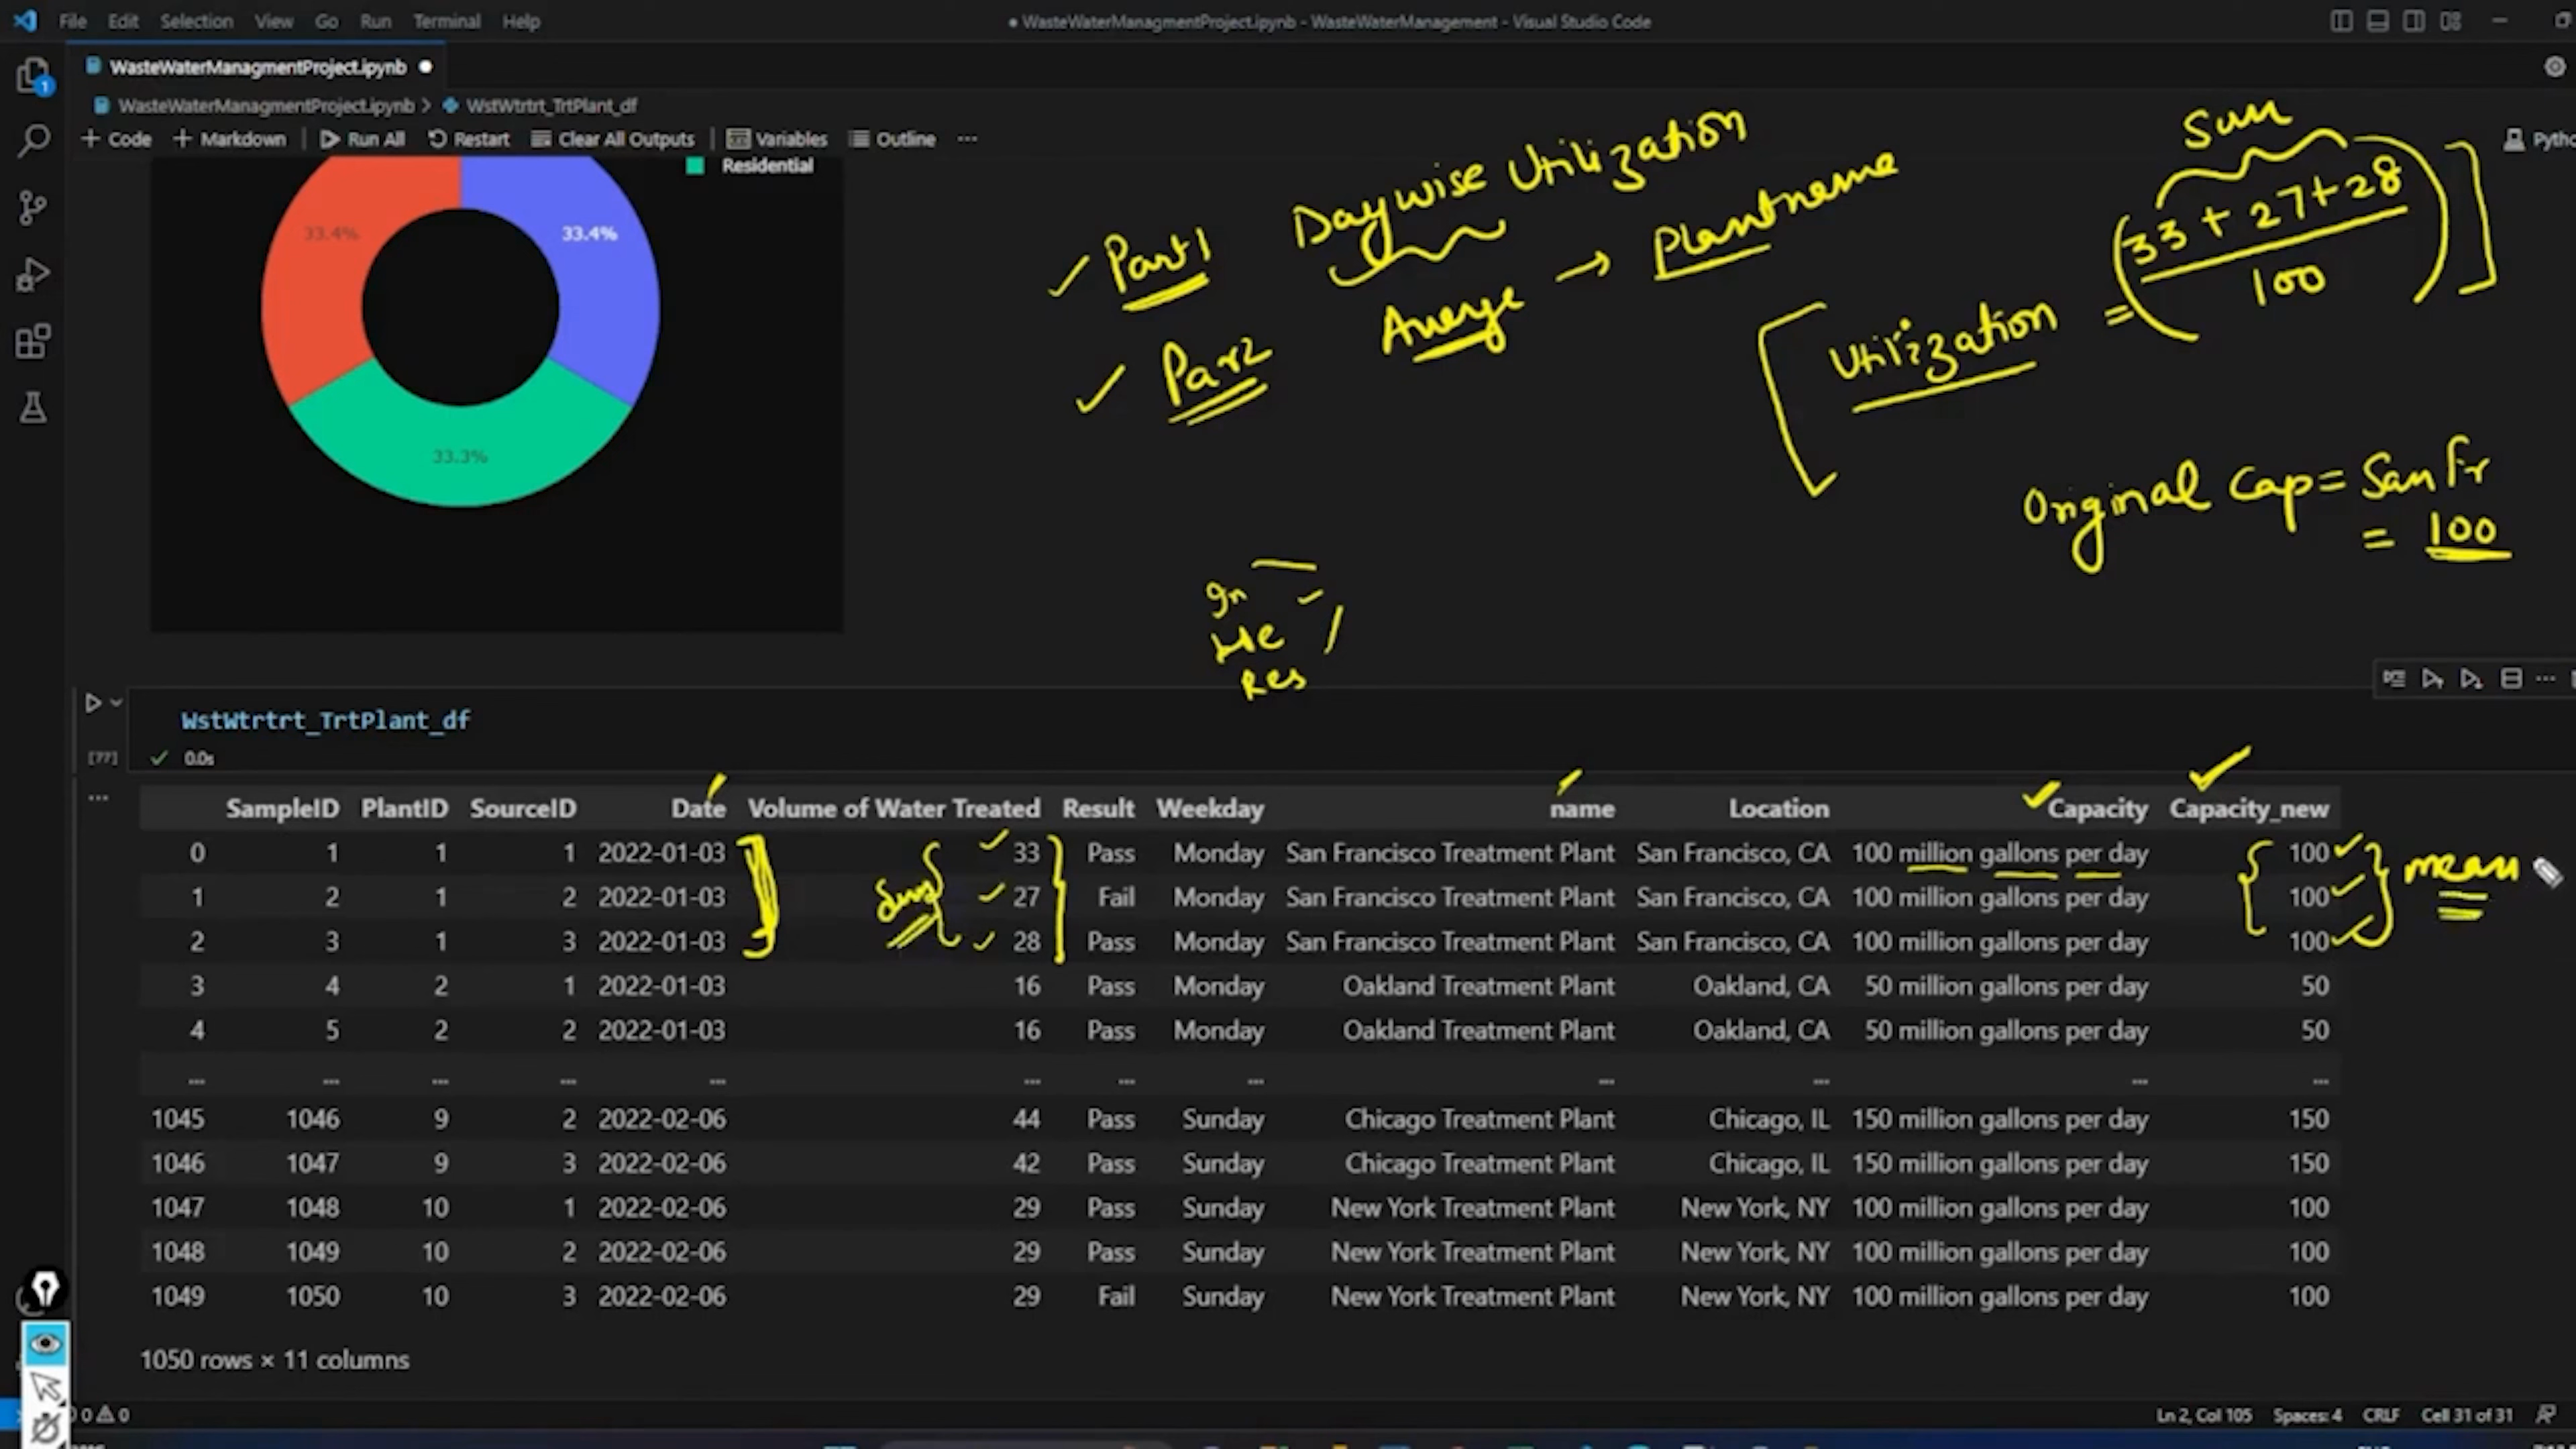 File Edit Selection View Go Run Terminal Help
● WasteWaterManagmentProject.ipynb - WasteWaterManagement - Visual Studio Code
WasteWaterManagmentProject.ipynb ●
WasteWaterManagmentProject.ipynb > WstWtrtrt_TrtPlant_df
+ Code + Markdown | Run All Restart Clear All Outputs | Variables Outline ...
Residential
33.4%
33.4%
33.3%
Part1 Daywise Utilization
Average → Plantname
Par2
Sum
Utilization = (33 + 27 + 28 / 100)
Original Cap = San Fr
= 100
Res
WstWtrtrt_TrtPlant_df
[77] ✓ 0.0s
SampleID PlantID SourceID Date Volume of Water Treated Result Weekday name Location Capacity Capacity_new
0 1 1 1 2022-01-03 33 Pass Monday San Francisco Treatment Plant San Francisco, CA 100 million gallons per day 100
1 2 1 2 2022-01-03 27 Fail Monday San Francisco Treatment Plant San Francisco, CA 100 million gallons per day 100
2 3 1 3 2022-01-03 28 Pass Monday San Francisco Treatment Plant San Francisco, CA 100 million gallons per day 100
Sum
mean
3 4 2 1 2022-01-03 16 Pass Monday Oakland Treatment Plant Oakland, CA 50 million gallons per day 50
4 5 2 2 2022-01-03 16 Pass Monday Oakland Treatment Plant Oakland, CA 50 million gallons per day 50
... ... ... ... ... ... ... ... ... ... ... ...
1045 1046 9 2 2022-02-06 44 Pass Sunday Chicago Treatment Plant Chicago, IL 150 million gallons per day 150
1046 1047 9 3 2022-02-06 42 Pass Sunday Chicago Treatment Plant Chicago, IL 150 million gallons per day 150
1047 1048 10 1 2022-02-06 29 Pass Sunday New York Treatment Plant New York, NY 100 million gallons per day 100
1048 1049 10 2 2022-02-06 29 Pass Sunday New York Treatment Plant New York, NY 100 million gallons per day 100
1049 1050 10 3 2022-02-06 29 Fail Sunday New York Treatment Plant New York, NY 100 million gallons per day 100
1050 rows × 11 columns
0 0 Ln 2, Col 105 Spaces: 4 CRLF Cell 31 of 31